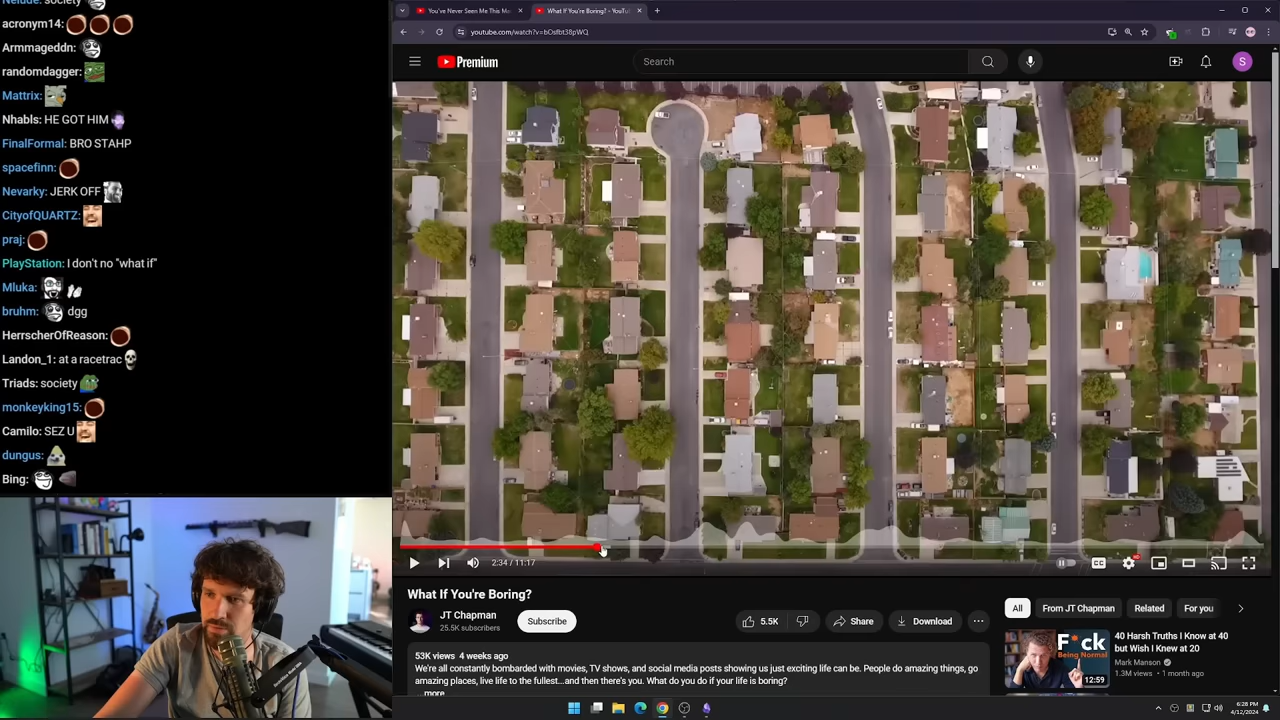 Nelude: society
acronym14:
Armmageddn:
randomdagger:
Mattrix:
Nhabls: HE GOT HIM
FinalFormal: BRO STAHP
spacefinn:
Nevarky: JERK OFF
CityofQUARTZ:
praj:
PlayStation: I don't no "what if"
Mluka:
bruhm: dgg
HerrscherOfReason:
Landon_1: at a racetrac
Triads: society
monkeyking15:
Camilo: SEZ U
dungus:
Bing:
You've Never Seen Me This Ma
What If You're Boring? - YouTu
Premium
Search
S
2:34 / 11:17
CC
What If You're Boring?
JT Chapman
25.5K subscribers
Subscribe
5.5K
Share
Download
53K views 4 weeks ago
We're all constantly bombarded with movies, TV shows, and social media posts showing us just exciting life can be. People do amazing things, go
amazing places, live life to the fullest...and then there's you. What do you do if your life is boring?
...more
All
From JT Chapman
Related
For you
F*ck
Being Normal
12:59
40 Harsh Truths I Know at 40
but Wish I Knew at 20
Mark Manson
1.3M views • 1 month ago
6:26 PM
4/12/2024